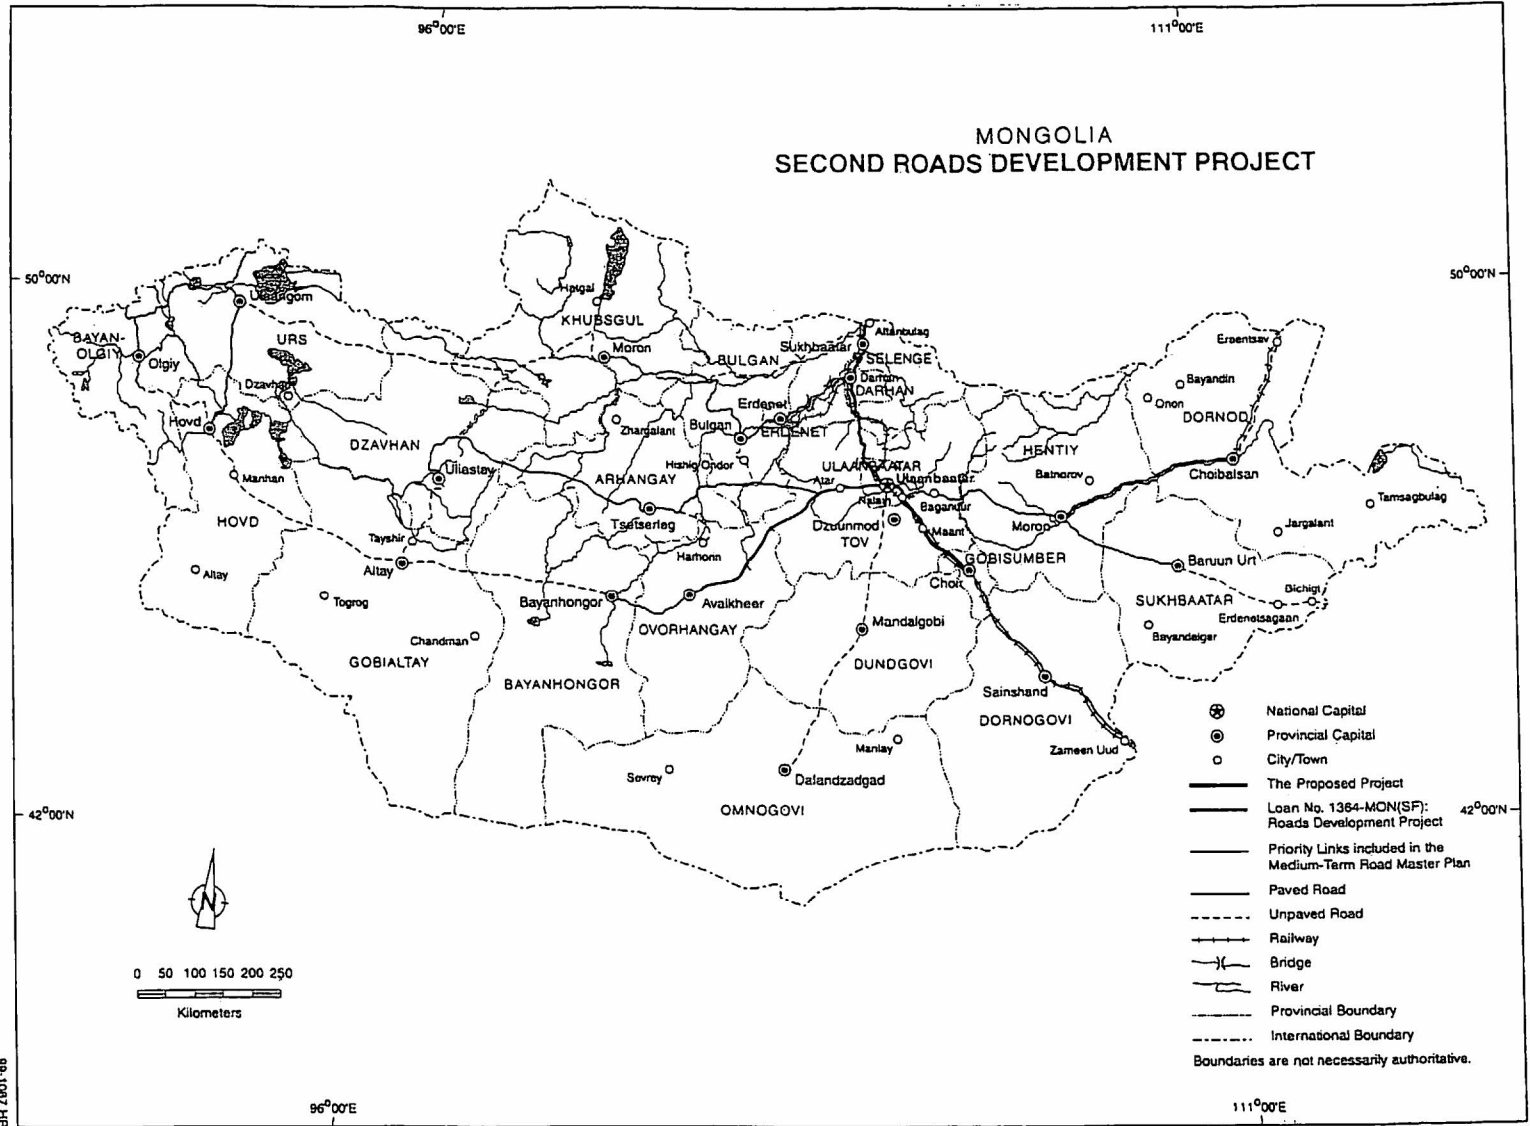 96°00'E
111°00'E
MONGOLIA
SECOND ROADS DEVELOPMENT PROJECT
50°00'N
50°00'N
Ulaangom
Hatgal
KHUBSGUL
Altanbulag
BAYAN-
OLGIY
URS
Sukhbaatar
Eroentsav
Olgiy
Moron
BULGAN
SELENGE
Dzavhan
Darhan
DARHAN
Bayandin
Onon
DORNOD
Hovd
Zhargalant
Erdenet
Bulgan
ERDENET
DZAVHAN
HENTIY
Manhan
Uliastay
ARHANGAY
Hishig Ondor
ULAANBAATAR
Ulaanbaatar
Batnorov
Choibalsan
Atar
Nalaih
Baganuur
Tamsagbulag
HOVD
Tsetserleg
Dzuunmod
TOV
Maant
Moron
Jargalant
Tayshir
Harhorin
GOBISUMBER
Altay
Altay
Choir
Baruun Urt
Togrog
Bayanhongor
Avaikheer
SUKHBAATAR
Bichigt
Erdenetsagaan
Chandman
OVORHANGAY
Mandalgobi
Bayandelger
GOBIALTAY
BAYANHONGOR
DUNDGOVI
Sainshand
DORNOGOVI
Manlay
Zameen Uud
Sevrey
Dalandzadgad
OMNOGOVI
National Capital
Provincial Capital
City/Town
The Proposed Project
Loan No. 1364-MON(SF):
Roads Development Project
42°00'N
42°00'N
Priority Links included in the
Medium-Term Road Master Plan
Paved Road
Unpaved Road
Railway
Bridge
River
Provincial Boundary
International Boundary
Boundaries are not necessarily authoritative.
N
0 50 100 150 200 250
Kilometers
96°00'E
111°00'E